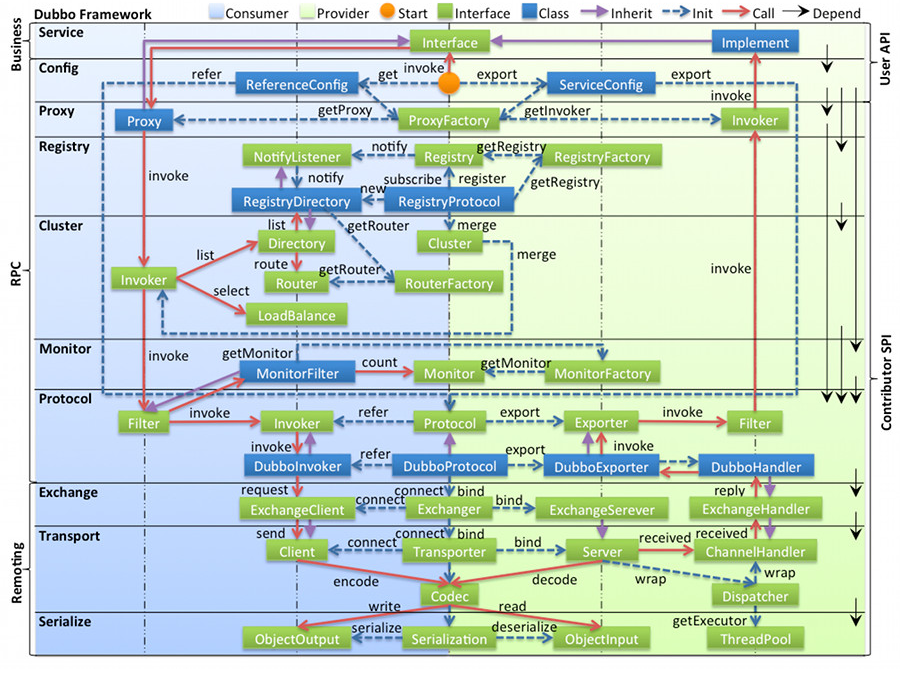 Dubbo Framework
Consumer
Provider
Start
Interface
Class
Inherit
Init
Call
Depend
Business
RPC
Remoting
User API
Contributor SPI
Service
Interface
Implement
Config
refer
ReferenceConfig
get
invoke
export
ServiceConfig
export
invoke
Proxy
Proxy
getProxy
ProxyFactory
getInvoker
Invoker
Registry
NotifyListener
notify
Registry
getRegistry
RegistryFactory
invoke
notify
subscribe
register
getRegistry
RegistryDirectory
new
RegistryProtocol
Cluster
list
getRouter
merge
Directory
Cluster
list
merge
route
getRouter
invoke
Invoker
Router
RouterFactory
select
LoadBalance
Monitor
invoke
getMonitor
count
getMonitor
MonitorFilter
Monitor
MonitorFactory
Protocol
Filter
invoke
Invoker
refer
Protocol
export
Exporter
invoke
Filter
invoke
refer
export
invoke
DubboInvoker
DubboProtocol
DubboExporter
DubboHandler
Exchange
request
connect
bind
reply
ExchangeClient
connect
Exchanger
bind
ExchangeSerever
ExchangeHandler
Transport
send
connect
bind
received
received
Client
connect
Transporter
bind
Server
ChannelHandler
encode
decode
wrap
wrap
Codec
Dispatcher
write
read
getExecutor
Serialize
ObjectOutput
serialize
Serialization
deserialize
ObjectInput
ThreadPool